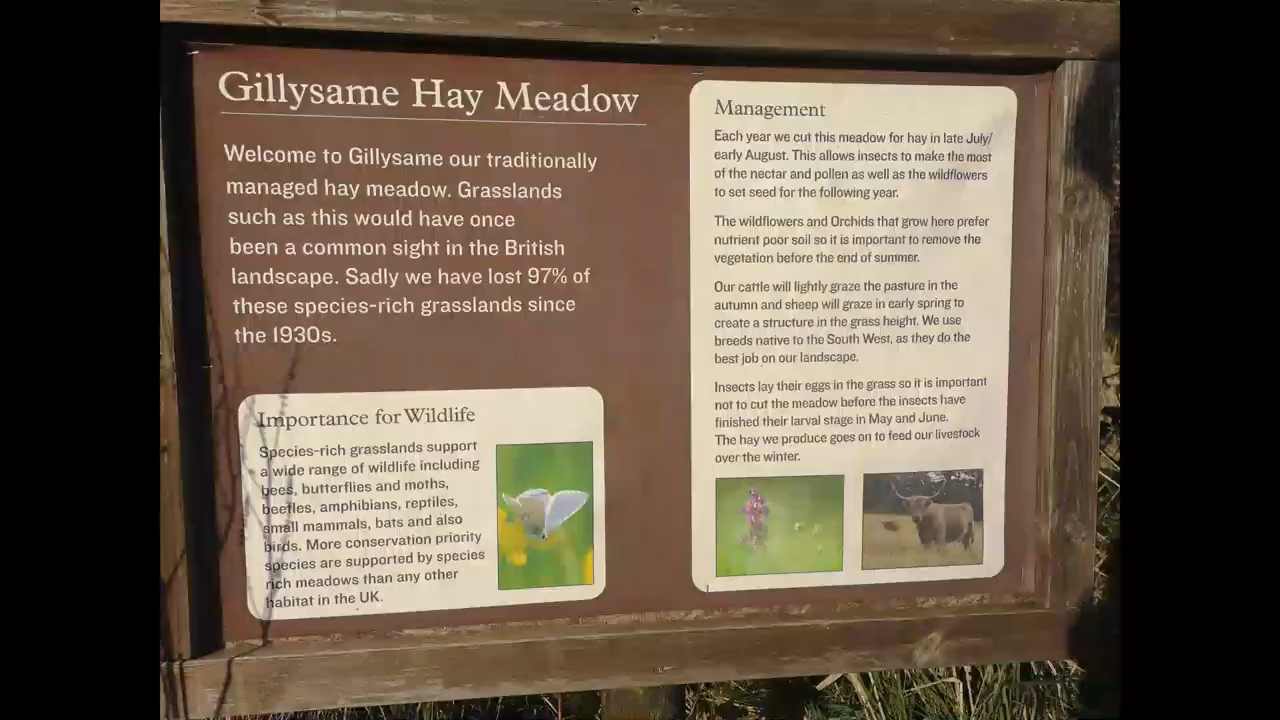 Gillysame Hay Meadow
Welcome to Gillysame our traditionally
managed hay meadow. Grasslands
such as this would have once
been a common sight in the British
landscape. Sadly we have lost 97% of
these species-rich grasslands since
the 1930s.
Importance for Wildlife
Species-rich grasslands support
a wide range of wildlife including
bees, butterflies and moths,
beetles, amphibians, reptiles,
small mammals, bats and also
birds. More conservation priority
species are supported by species
rich meadows than any other
habitat in the UK.
Management
Each year we cut this meadow for hay in late July/
early August. This allows insects to make the most
of the nectar and pollen as well as the wildflowers
to set seed for the following year.
The wildflowers and Orchids that grow here prefer
nutrient poor soil so it is important to remove the
vegetation before the end of summer.
Our cattle will lightly graze the pasture in the
autumn and sheep will graze in early spring to
create a structure in the grass height. We use
breeds native to the South West, as they do the
best job on our landscape.
Insects lay their eggs in the grass so it is important
not to cut the meadow before the insects have
finished their larval stage in May and June.
The hay we produce goes on to feed our livestock
over the winter.